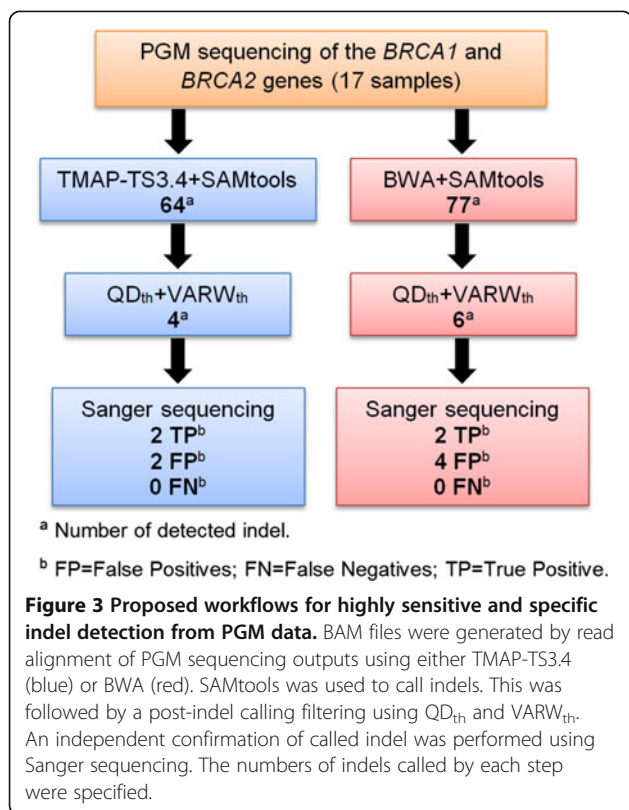 PGM sequencing of the BRCA1 and
BRCA2 genes (17 samples)
TMAP-TS3.4+SAMtools
64a
QDth+VARWth
4a
Sanger sequencing
2 TPb
2 FPb
0 FNb
BWA+SAMtools
77a
QDth+VARWth
6a
Sanger sequencing
2 TPb
4 FPb
0 FNb
a Number of detected indel.
b FP=False Positives; FN=False Negatives; TP=True Positive.
Figure 3 Proposed workflows for highly sensitive and specific
indel detection from PGM data. BAM files were generated by read
alignment of PGM sequencing outputs using either TMAP-TS3.4
(blue) or BWA (red). SAMtools was used to call indels. This was
followed by a post-indel calling filtering using QDth and VARWth.
An independent confirmation of called indel was performed using
Sanger sequencing. The numbers of indels called by each step
were specified.